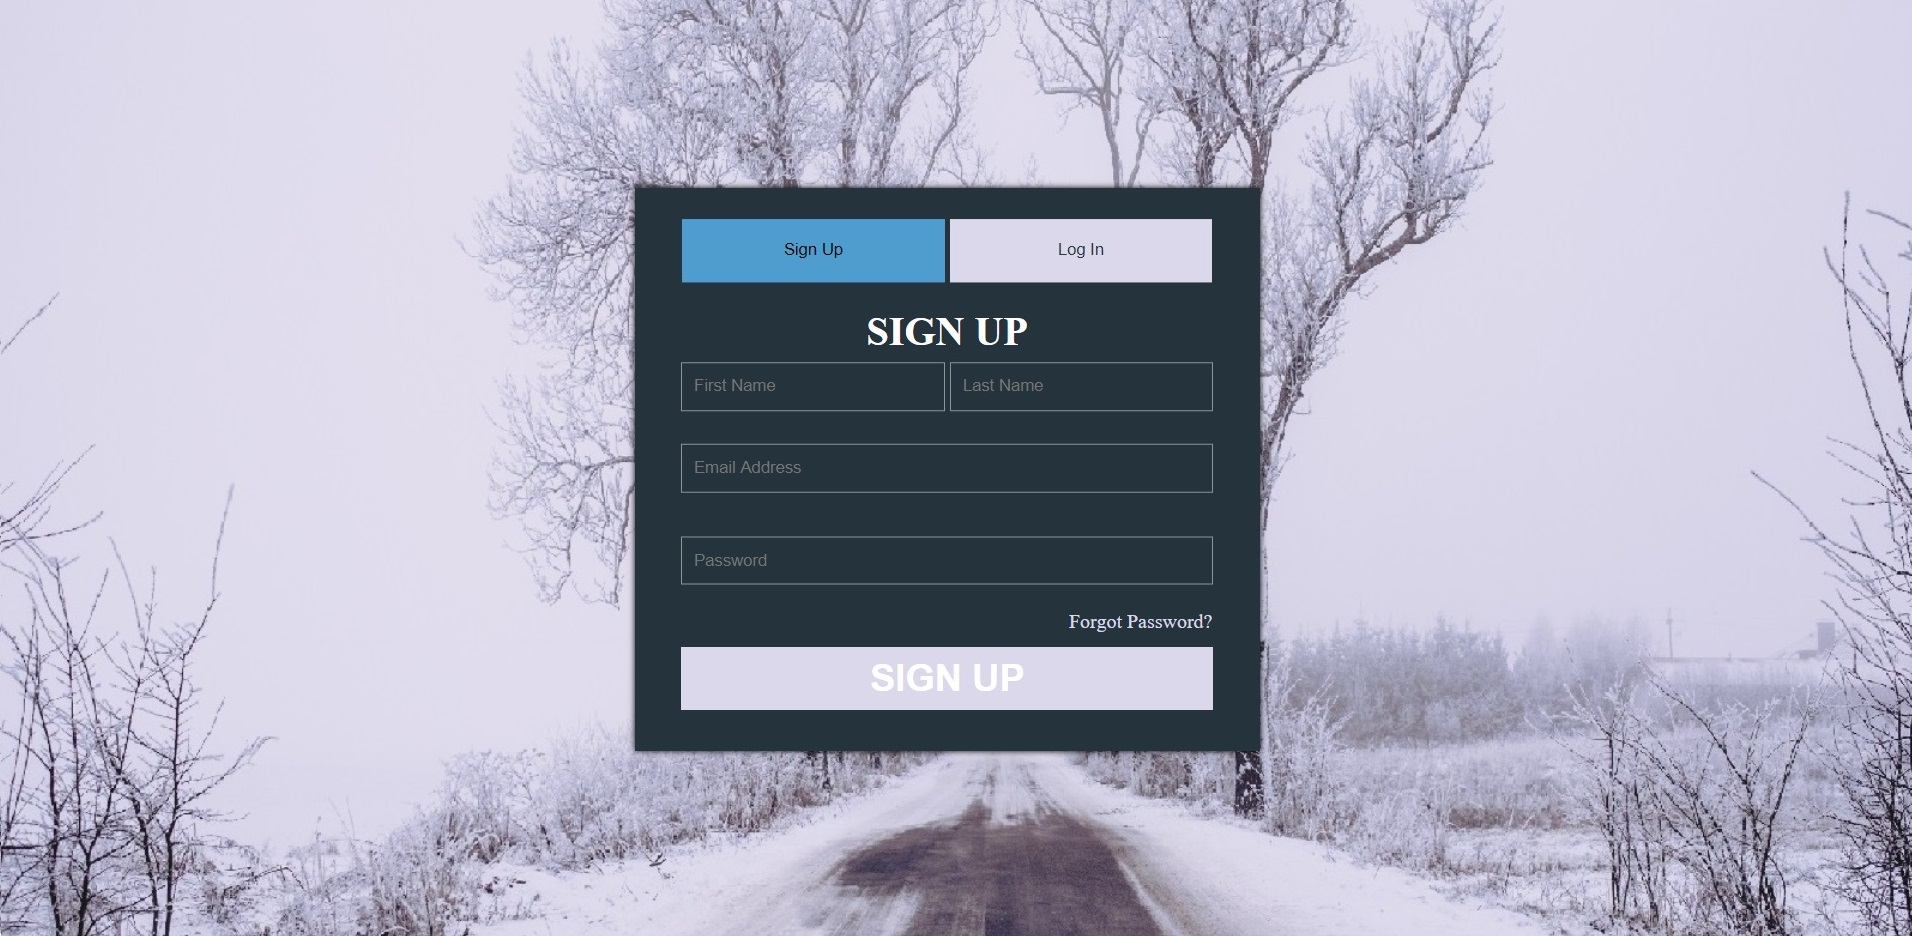 Sign Up
Log In
SIGN UP
First Name
Last Name
Email Address
Password
Forgot Password?
SIGN UP